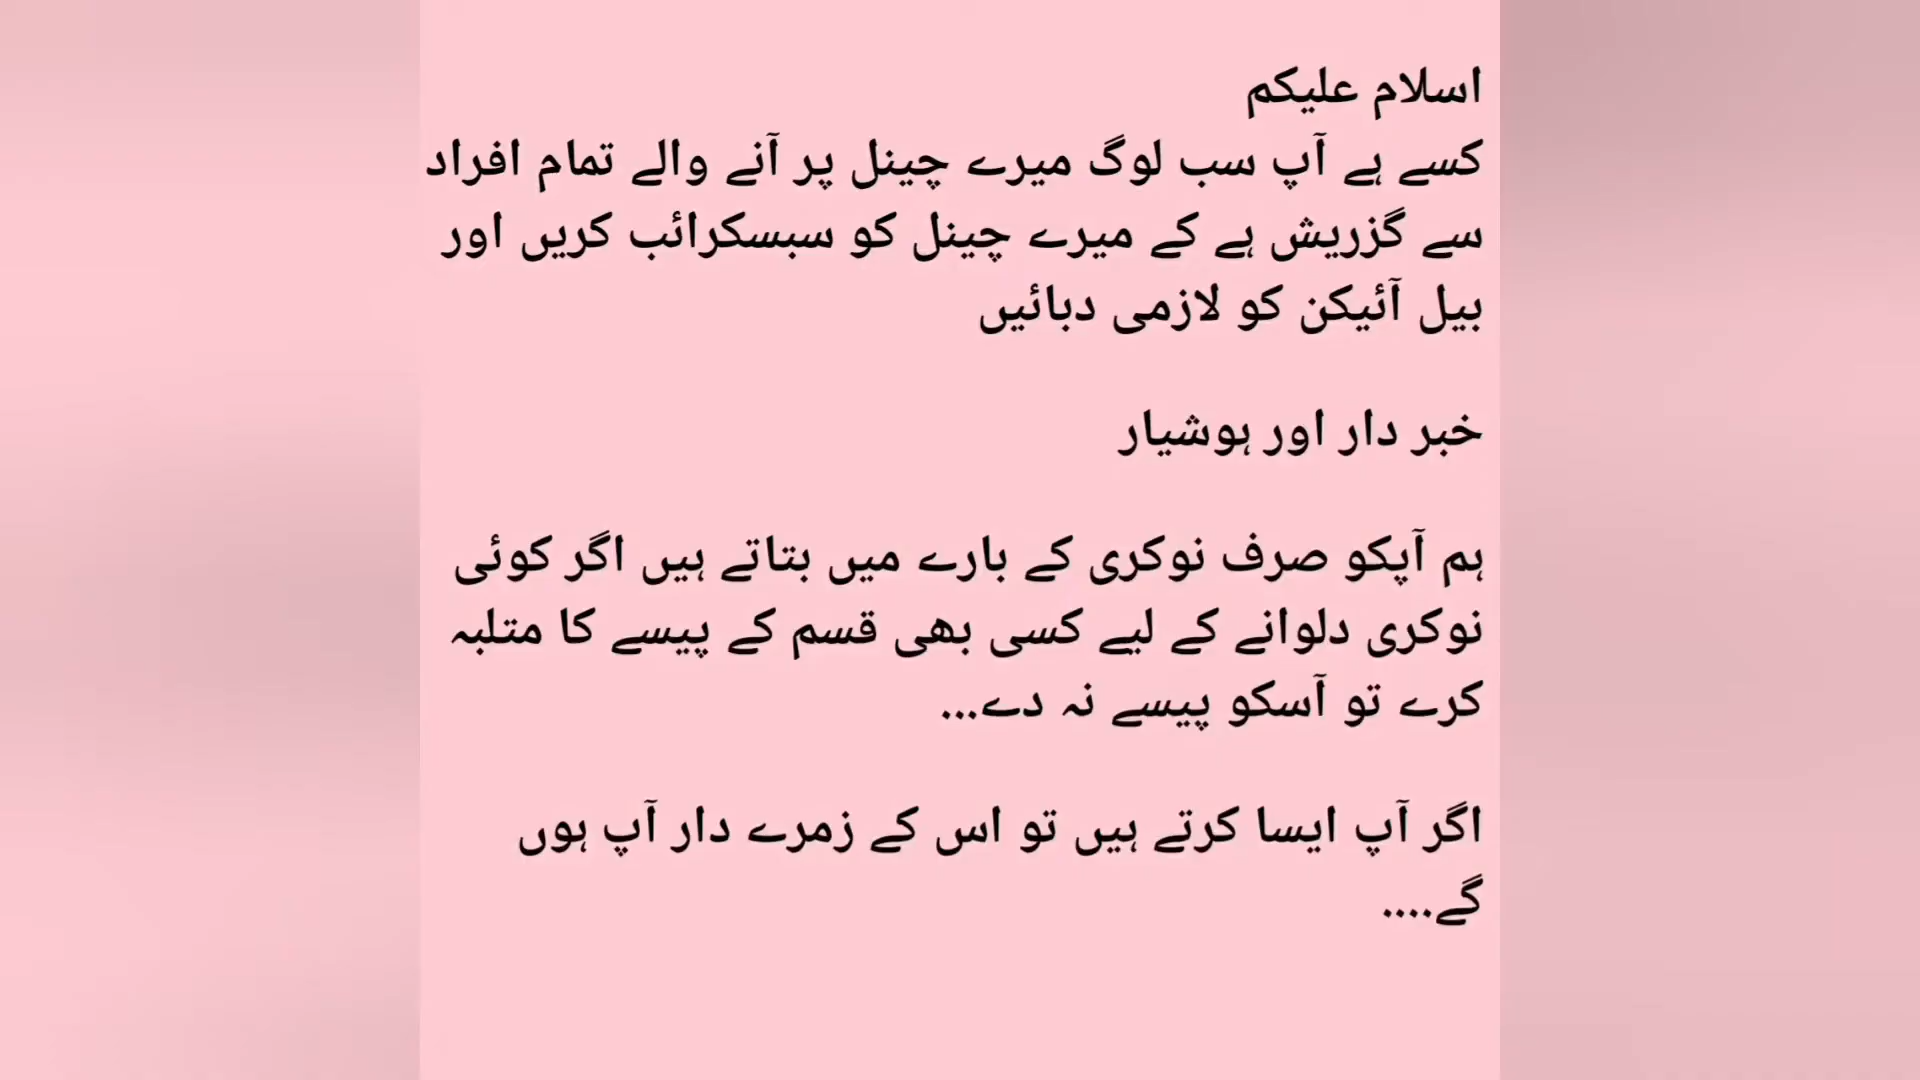 اسلام علیکم
کسے ہے آپ سب لوگ میرے چینل پر آنے والے تمام افراد
سے گزریش ہے کے میرے چینل کو سبسکرائب کریں اور
بیل آئیکن کو لازمی دبائیں
خبر دار اور ہوشیار
ہم آپکو صرف نوکری کے بارے میں بتاتے ہیں اگر کوئی
نوکری دلوانے کے لیے کسی بھی قسم کے پیسے کا متلبہ
کرے تو آسکو پیسے نہ دے...
اگر آپ ایسا کرتے ہیں تو اس کے زمرے دار آپ ہوں
گے....